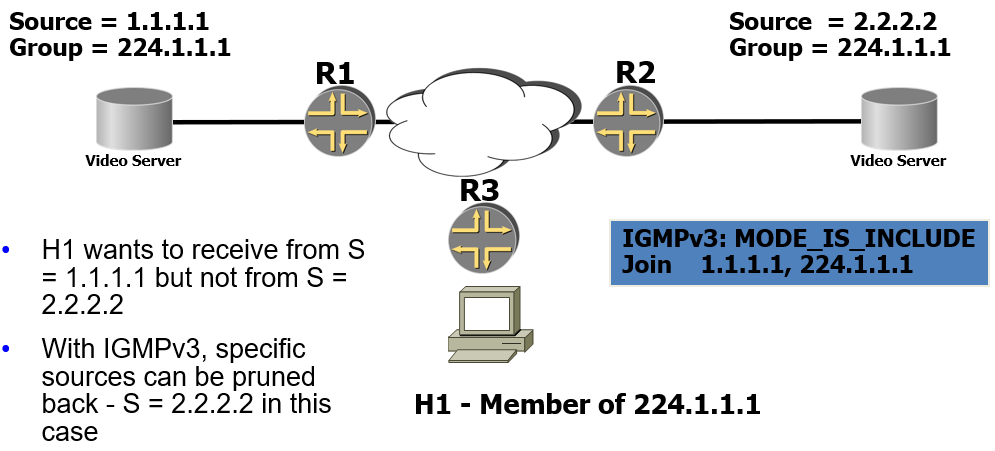 Source = 1.1.1.1
Group = 224.1.1.1
Source  = 2.2.2.2
Group = 224.1.1.1
R1
R2
Video Server
Video Server
R3
• H1 wants to receive from S
= 1.1.1.1 but not from S =
2.2.2.2
• With IGMPv3, specific
sources can be pruned
back - S = 2.2.2.2 in this
case
IGMPv3: MODE_IS_INCLUDE
Join    1.1.1.1, 224.1.1.1
H1 - Member of 224.1.1.1